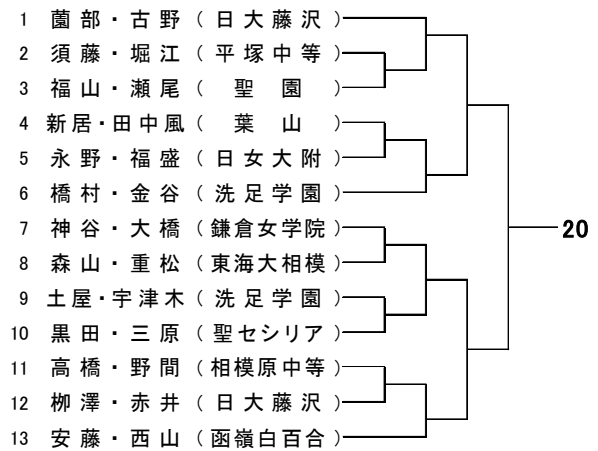 1 薗部・古野（日大藤沢）
2 須藤・堀江（平塚中等）
3 福山・瀬尾（聖園）
4 新居・田中風（葉山）
5 永野・福盛（日女大附）
6 橋村・金谷（洗足学園）
7 神谷・大橋（鎌倉女学院）
8 森山・重松（東海大相模）
9 土屋・宇津木（洗足学園）
10 黒田・三原（聖セシリア）
11 高橋・野間（相模原中等）
12 栁澤・赤井（日大藤沢）
13 安藤・西山（函嶺白百合）
20